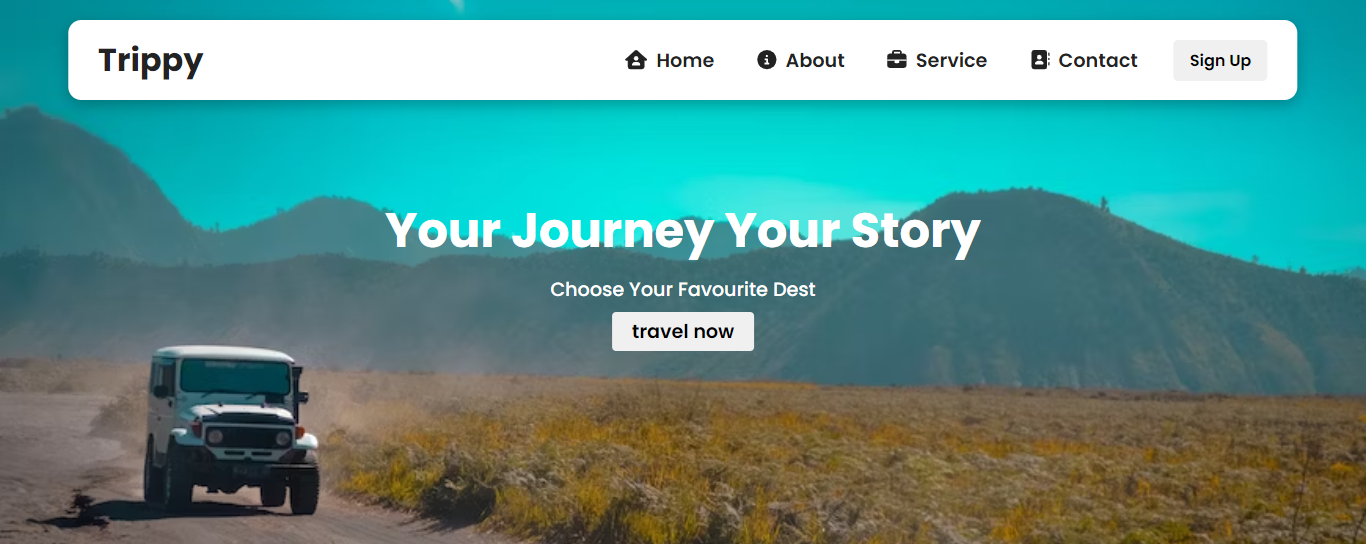 Trippy
Home
About
Service
Contact
Sign Up
Your Journey Your Story
Choose Your Favourite Dest
travel now